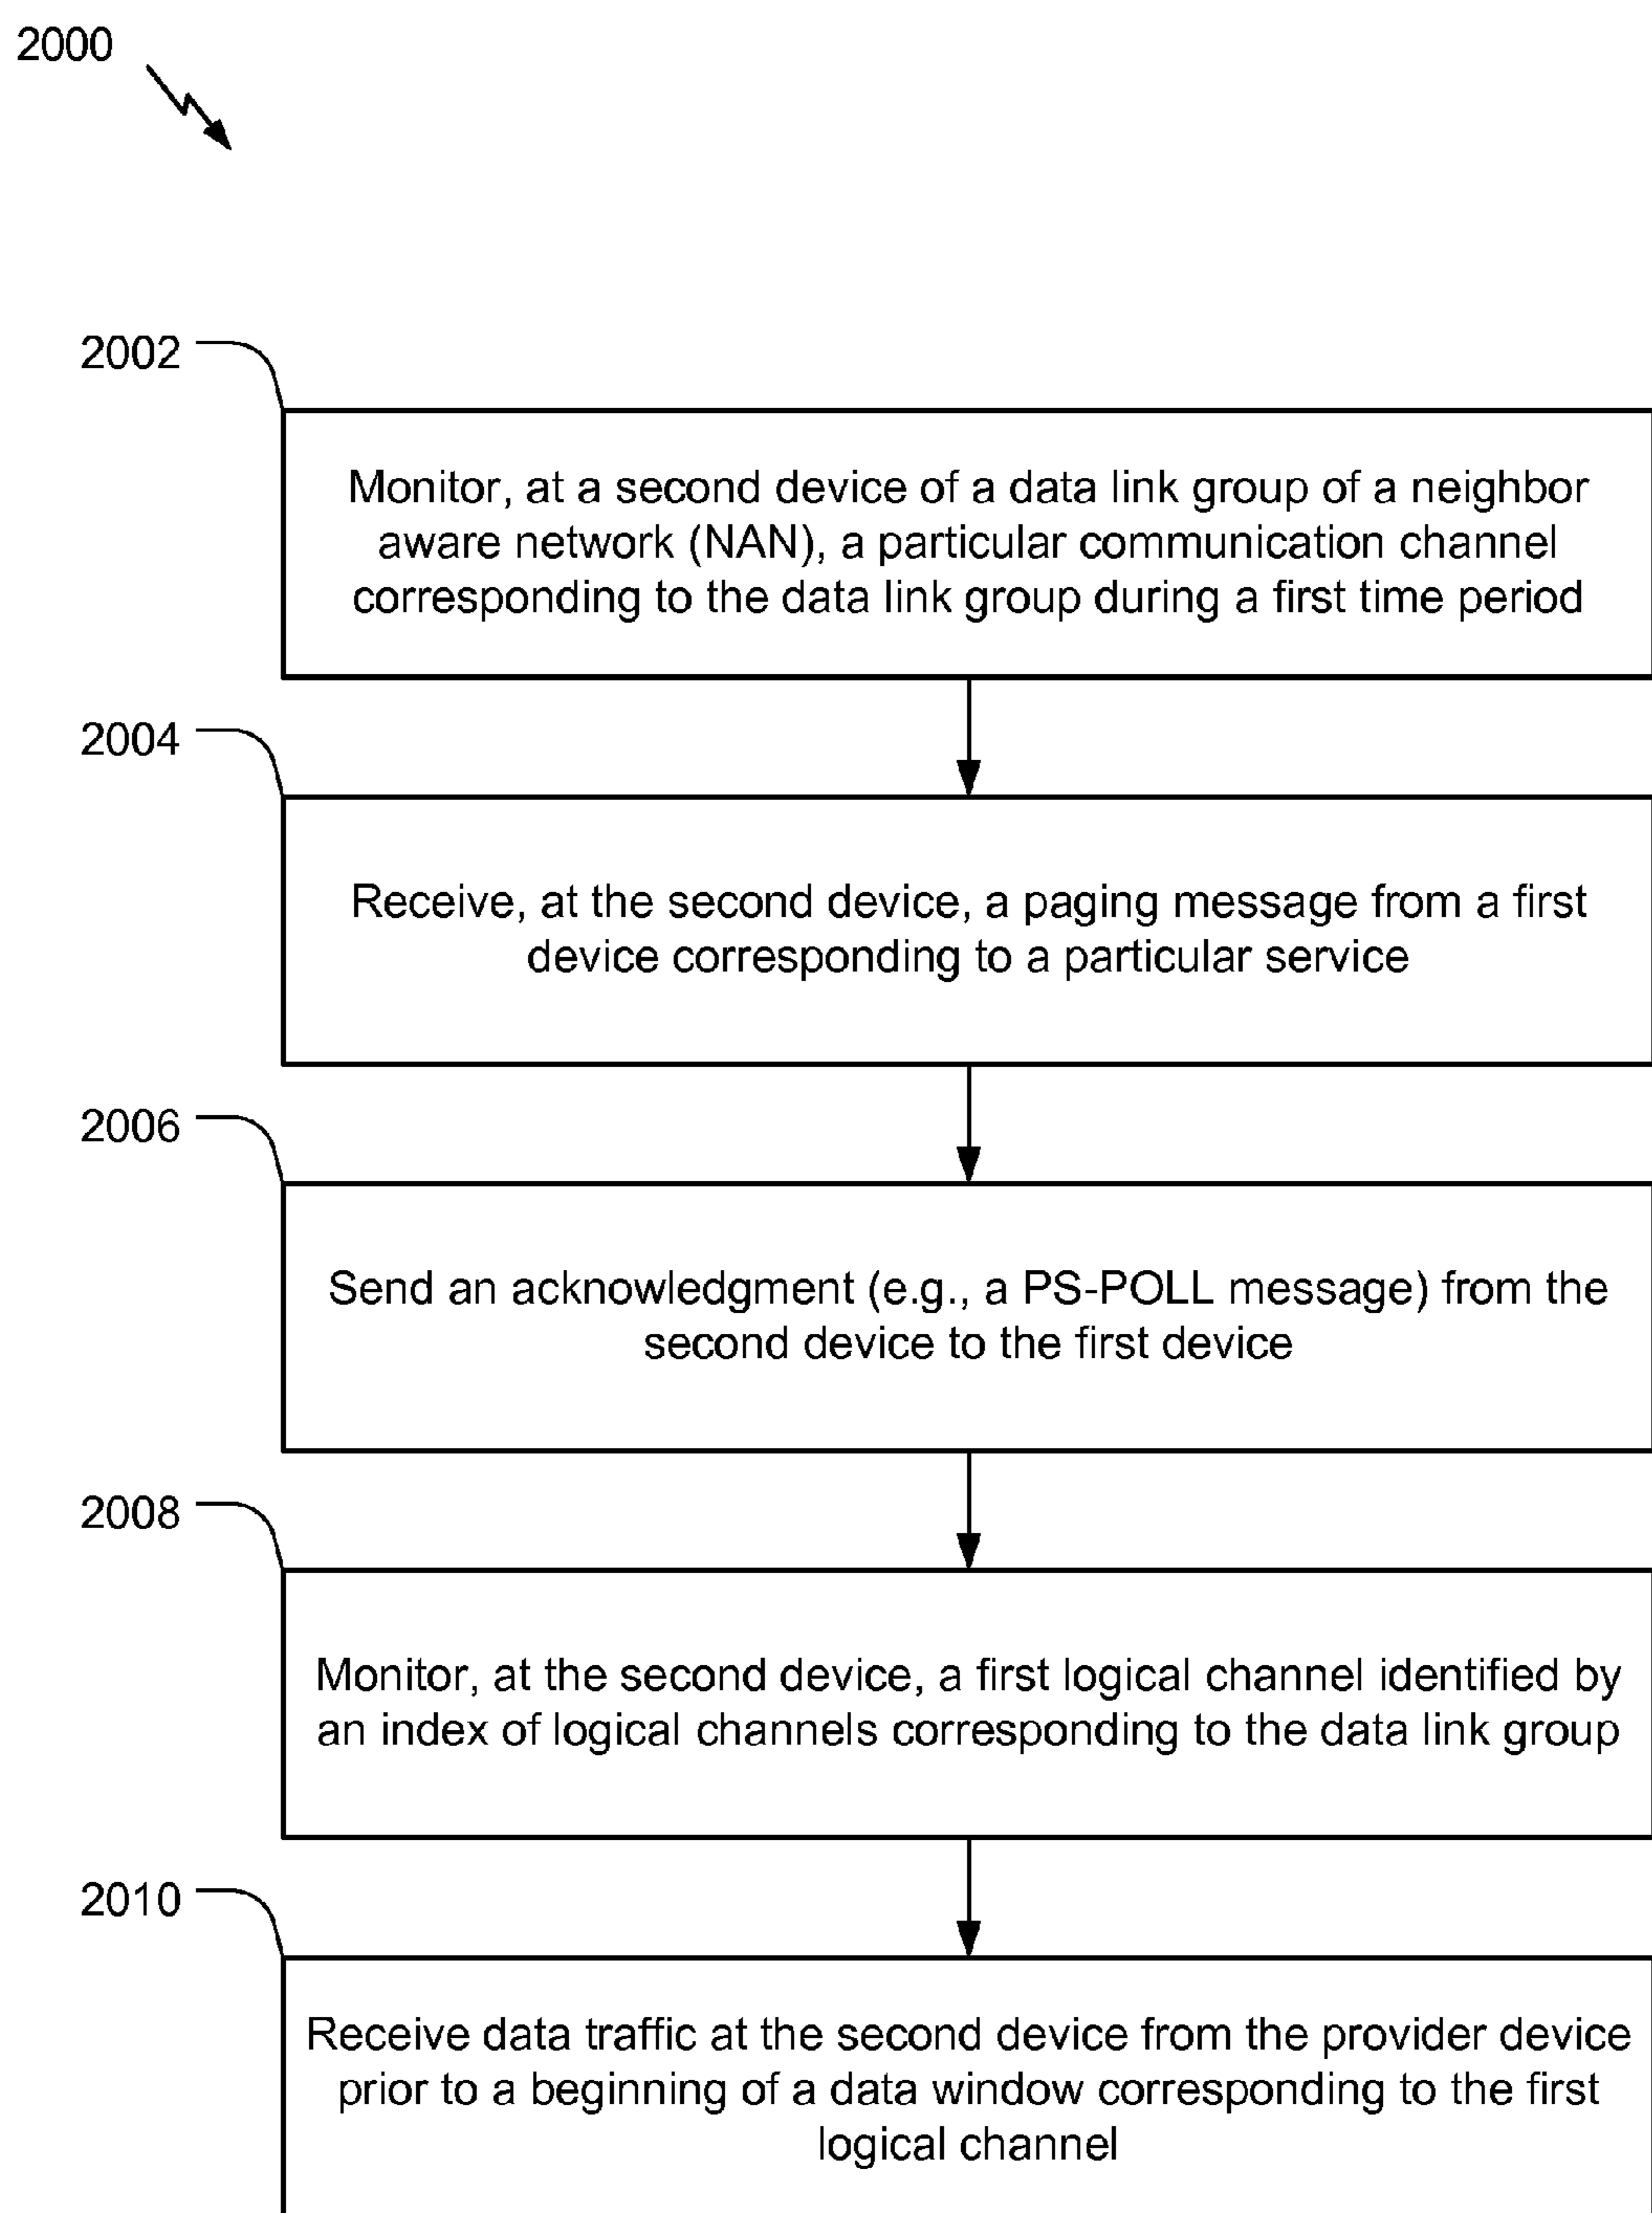 2000
2002
Monitor, at a second device of a data link group of a neighbor
aware network (NAN), a particular communication channel
corresponding to the data link group during a first time period
2004
Receive, at the second device, a paging message from a first
device corresponding to a particular service
2006
Send an acknowledgment (e.g., a PS-POLL message) from the
second device to the first device
2008
Monitor, at the second device, a first logical channel identified by
an index of logical channels corresponding to the data link group
2010
Receive data traffic at the second device from the provider device
prior to a beginning of a data window corresponding to the first
logical channel